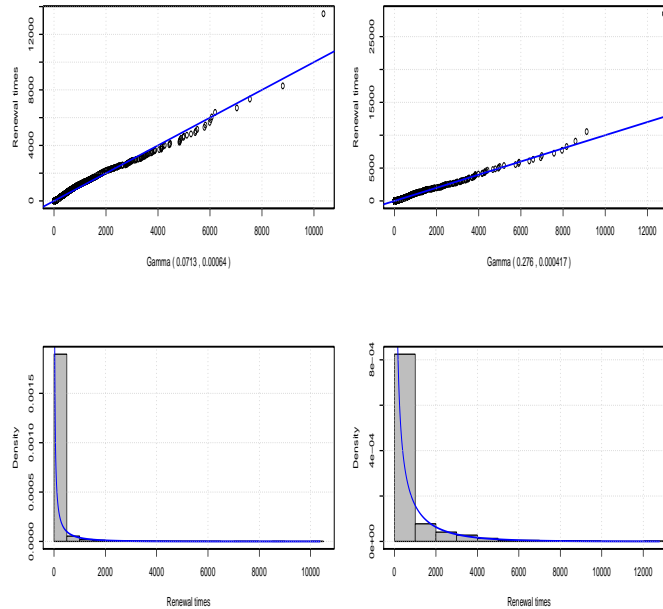 Renewal times
0 4000 8000 12000
0 2000 4000 6000 8000 10000
Gamma ( 0.0713 , 0.00064 )
Renewal times
0 5000 15000 25000
0 2000 4000 6000 8000 10000 12000
Gamma ( 0.276 , 0.000417 )
Density
0.0000 0.0005 0.0010 0.0015
0 2000 4000 6000 8000 10000
Renewal times
Density
0e+00 4e-04 8e-04
0 2000 4000 6000 8000 10000 12000
Renewal times